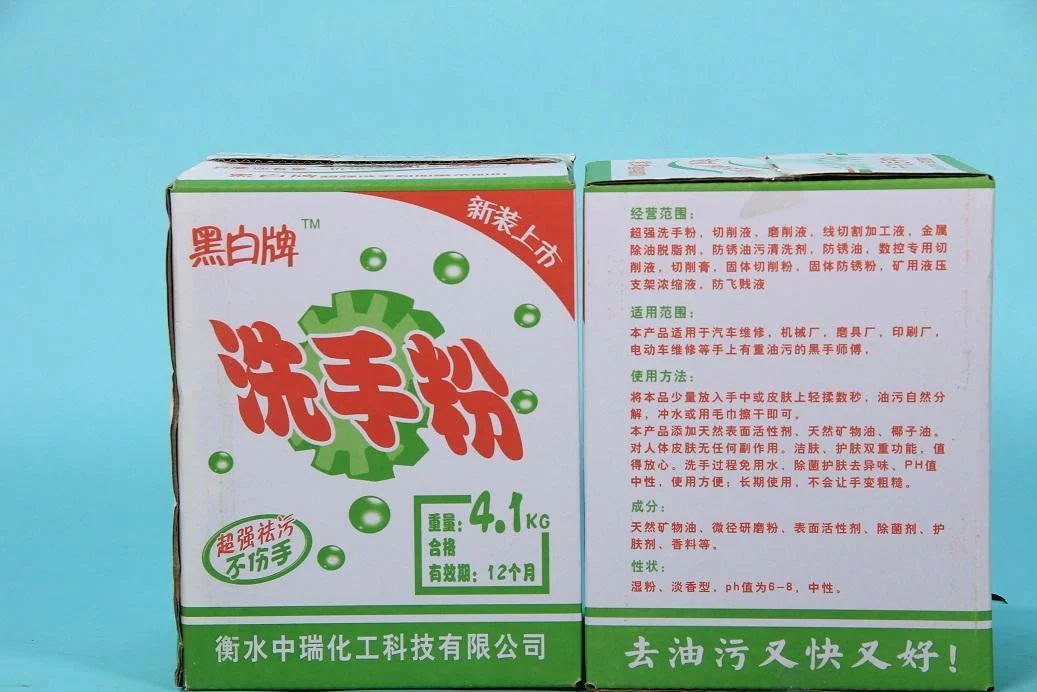 黑白牌 TM
新装上市
洗手粉
重量：4.1KG
合格
有效期：12个月
超强祛污
不伤手
衡水中瑞化工科技有限公司
经营范围：
超强洗手粉，切削液，磨削液，线切割加工液，金属
除油脱脂剂，防锈油污清洗剂，防锈油，数控专用切
削液，切削膏，固体切削粉，固体防锈粉，矿用液压
支架浓缩液，防飞贱液
适用范围：
本产品适用于汽车维修，机械厂，磨具厂，印刷厂，
电动车维修等手上有重油污的黑手师傅，
使用方法：
将本品少量放入手中或皮肤上轻揉数秒，油污自然分
解，冲水或用毛巾擦干即可。
本产品添加天然表面活性剂、天然矿物油、椰子油。
对人体皮肤无任何副作用。洁肤、护肤双重功能，值
得放心。洗手过程免用水，除菌护肤去异味、PH值
中性，使用方便；长期使用，不会让手变粗糙。
成分：
天然矿物油、微径研磨粉、表面活性剂、除菌剂、护
肤剂、香料等。
性状：
湿粉、淡香型，ph值为6-8，中性。
去油污又快又好！